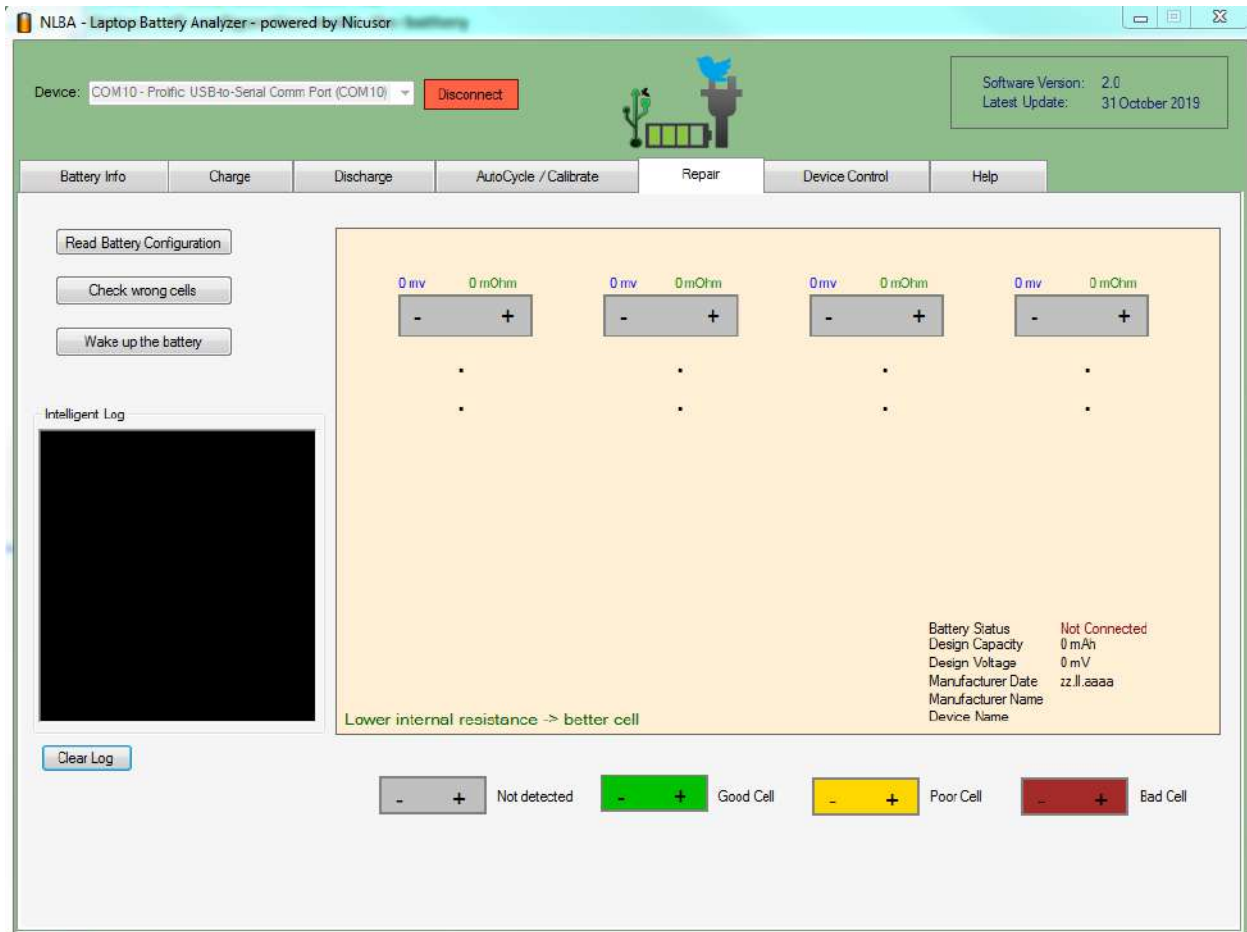 NLBA - Laptop Battery Analyzer - powered by Nicusor
Device: COM10 - Prolific USB-to-Serial Comm Port (COM10) Disconnect
Software Version: 2.0
Latest Update: 31 October 2019
Battery Info Charge Discharge AutoCycle / Calibrate Repair Device Control Help
Read Battery Configuration
Check wrong cells
Wake up the battery
0 mv 0 mOhm 0 mv 0 mOhm 0 mv 0 mOhm 0 mv 0 mOhm
- + - + - + - +
. . . .
. . . .
Intelligent Log
Battery Status Not Connected
Design Capacity 0 mAh
Design Voltage 0 mV
Manufacturer Date zz.ll.aaaa
Manufacturer Name
Device Name
Lower internal resistance -> better cell
Clear Log
- + Not detected - + Good Cell - + Poor Cell - + Bad Cell